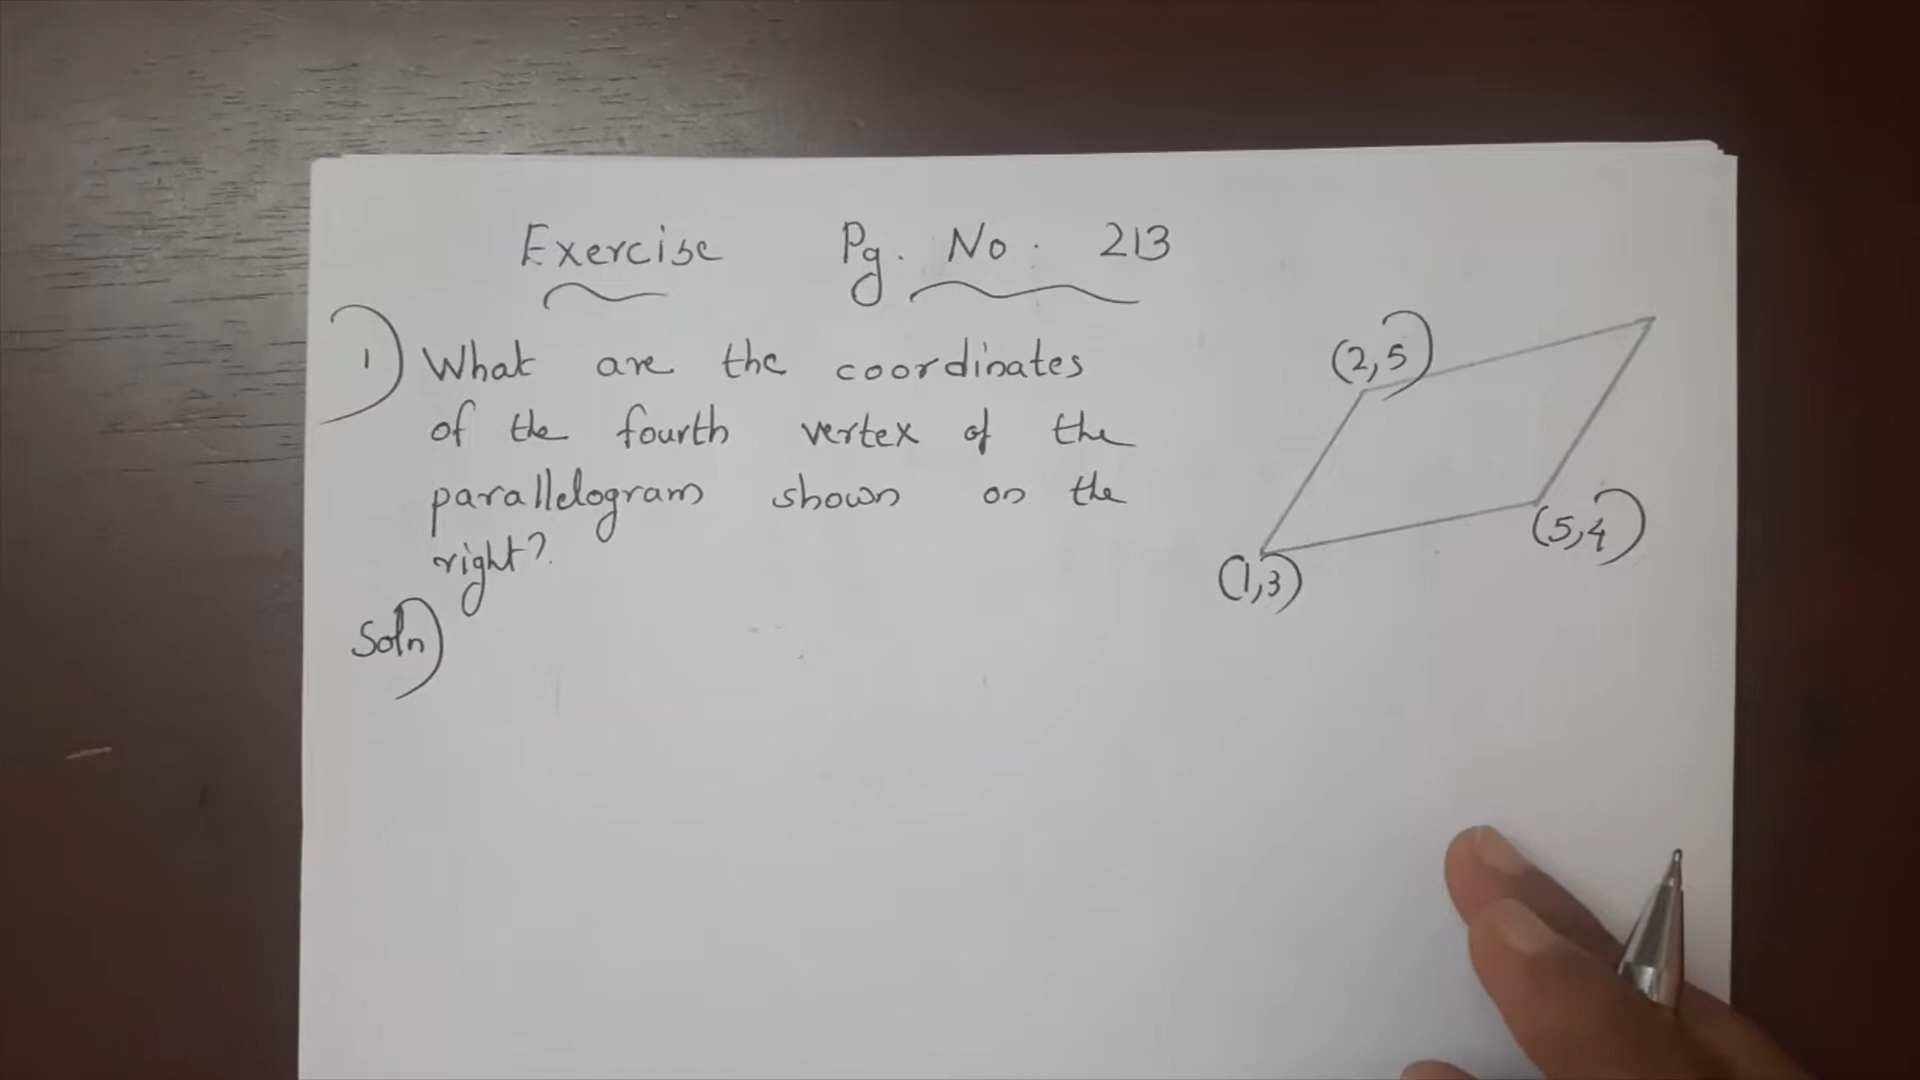 Exercise Pg. No. 213
1) What are the coordinates
of the fourth vertex of the
parallelogram shown on the
right?
Soln)
(2,5)
(5,4)
(1,3)